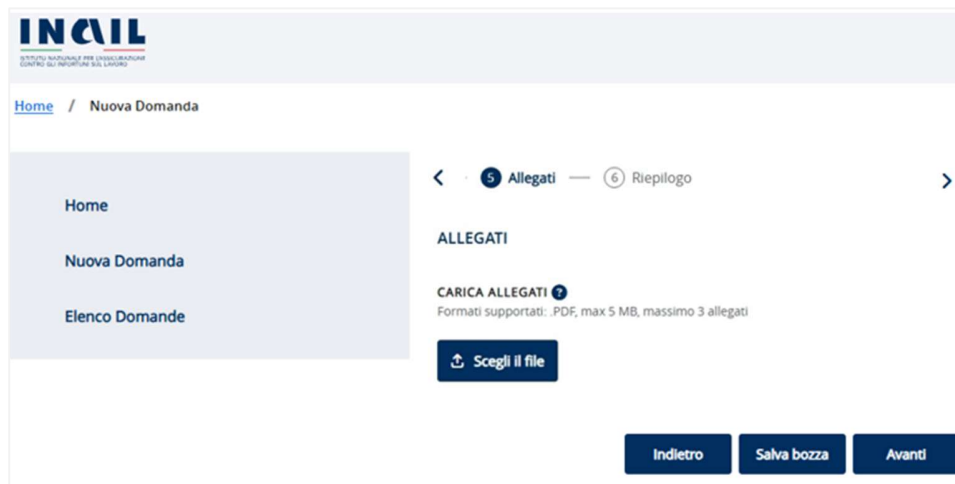 INAIL
ISTITUTO NAZIONALE PER L'ASSICURAZIONE
CONTRO GLI INFORTUNI SUL LAVORO
Home / Nuova Domanda
Home
Nuova Domanda
Elenco Domande
5 Allegati — 6 Riepilogo
ALLEGATI
CARICA ALLEGATI ?
Formati supportati: .PDF, max 5 MB, massimo 3 allegati
Scegli il file
Indietro Salva bozza Avanti